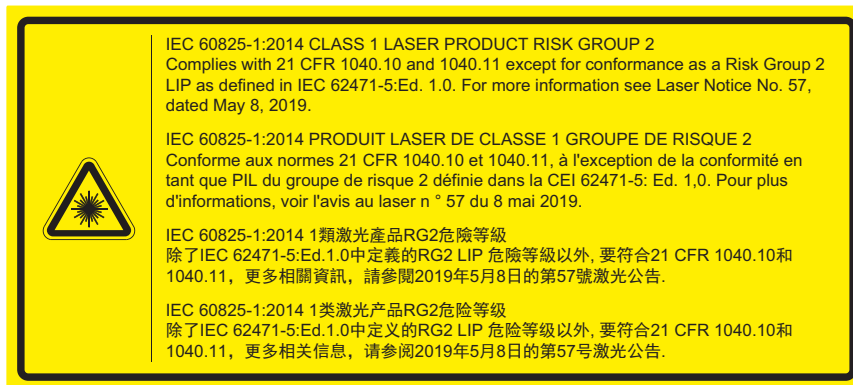 IEC 60825-1:2014 CLASS 1 LASER PRODUCT RISK GROUP 2
Complies with 21 CFR 1040.10 and 1040.11 except for conformance as a Risk Group 2
LIP as defined in IEC 62471-5:Ed. 1.0. For more information see Laser Notice No. 57,
dated May 8, 2019.
IEC 60825-1:2014 PRODUIT LASER DE CLASSE 1 GROUPE DE RISQUE 2
Conforme aux normes 21 CFR 1040.10 et 1040.11, à l'exception de la conformité en
tant que PIL du groupe de risque 2 définie dans la CEI 62471-5: Ed. 1,0. Pour plus
d'informations, voir l'avis au laser n ° 57 du 8 mai 2019.
IEC 60825-1:2014 1類激光產品RG2危險等級
除了IEC 62471-5:Ed.1.0中定義的RG2 LIP 危險等級以外, 要符合21 CFR 1040.10和
1040.11，更多相關資訊，請參閱2019年5月8日的第57號激光公告.
IEC 60825-1:2014 1类激光产品RG2危险等级
除了IEC 62471-5:Ed.1.0中定义的RG2 LIP 危险等级以外, 要符合21 CFR 1040.10和
1040.11，更多相关信息，请参阅2019年5月8日的第57号激光公告.